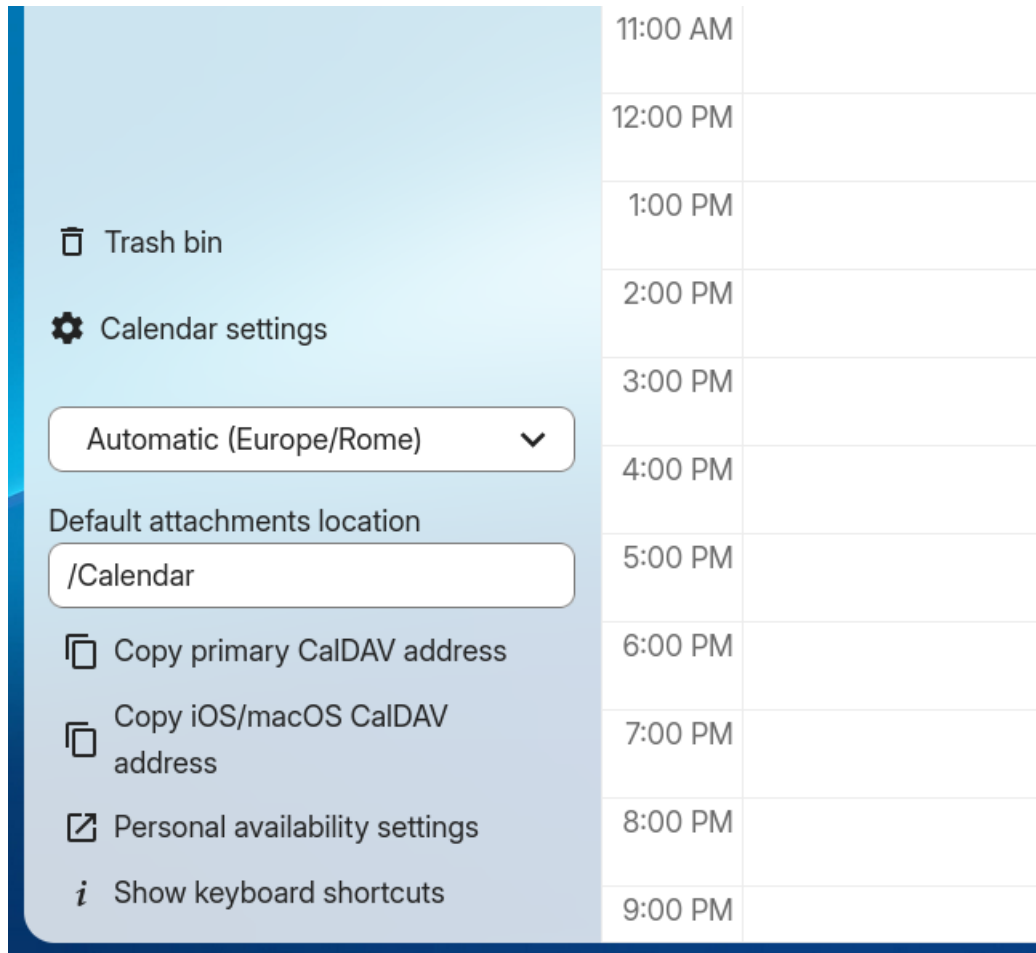 11:00 AM
12:00 PM
1:00 PM
Trash bin
2:00 PM
Calendar settings
3:00 PM
Automatic (Europe/Rome)
4:00 PM
Default attachments location
5:00 PM
/Calendar
6:00 PM
Copy primary CalDAV address
Copy iOS/macOS CalDAV
address
7:00 PM
Personal availability settings
8:00 PM
Show keyboard shortcuts
9:00 PM